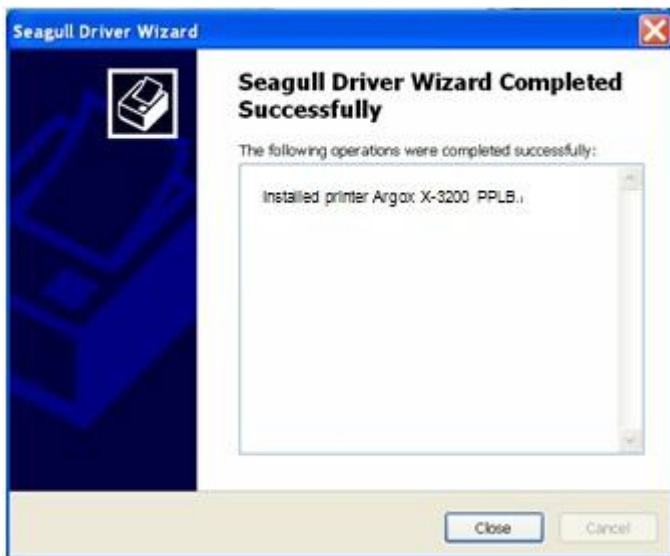 Seagull Driver Wizard
Seagull Driver Wizard Completed
Successfully
The following operations were completed successfully:
Installed printer Argox X-3200 PPLB.
Close
Cancel